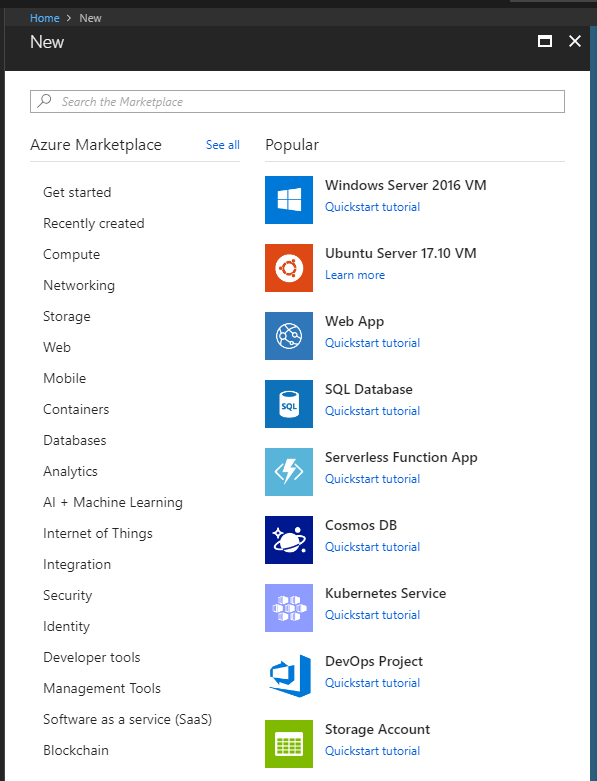 Home > New
New
Search the Marketplace
Azure Marketplace
See all
Get started
Recently created
Compute
Networking
Storage
Web
Mobile
Containers
Databases
Analytics
AI + Machine Learning
Internet of Things
Integration
Security
Identity
Developer tools
Management Tools
Software as a service (SaaS)
Blockchain
Popular
Windows Server 2016 VM
Quickstart tutorial
Ubuntu Server 17.10 VM
Learn more
Web App
Quickstart tutorial
SQL
SQL Database
Quickstart tutorial
Serverless Function App
Quickstart tutorial
Cosmos DB
Quickstart tutorial
Kubernetes Service
Quickstart tutorial
DevOps Project
Quickstart tutorial
Storage Account
Quickstart tutorial